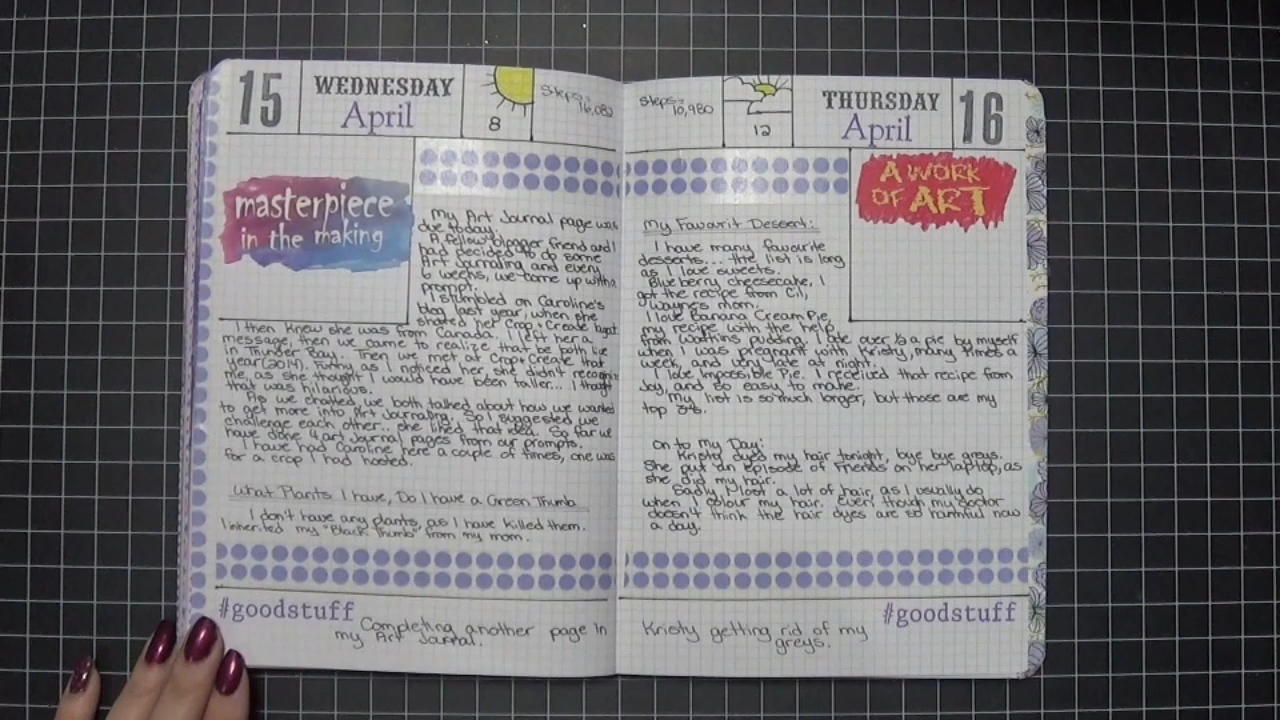 15
WEDNESDAY
April
8
Steps:
16,080
masterpiece
in the making
My Art Journal page was
due today.
A fellow blogger friend and I
had decided to do some
Art Journaling and every
6 weeks, we come up with a
prompt.
I stumbled on Caroline's
blog last year, when she
shared her Crop & Create
I then knew she was from Canada. I left her a
message, then we came to realize that we both live
in Thunder Bay. Then we met at Crop & Create that
year (2014). Funny as I noticed her, she didn't recognize
me, as she thought I would have been taller... I thought
that was hilarious.
As we chatted, we both talked about how we wanted
to get more into Art Journaling. So I suggested we
challenge each other.. she liked that idea. So far we
have done 4 art Journal pages from our prompts.
I have had Caroline here a couple of times, one was
for a crop I had hosted.
What Plants I have, Do I have a Green Thumb
I don't have any plants, as I have killed them.
I inherited my "Black Thumb" from my mom.
#goodstuff
Completing another page in
my Art Journal.
Steps:
10,980
12
THURSDAY
April
16
A WORK
OF ART
My Favourit Dessert:
I have many favourite
desserts... the list is long
as I love sweets.
Blueberry cheesecake, I
got the recipe from Cil,
Wayne's mom.
I love Banana Cream Pie,
my recipe with the help
from Watkins pudding. I ate over ½ a pie by myself
when I was pregnant with Kristy, many times a
week, and very late at night.
I love Impossible Pie. I received that recipe from
Joy, and so easy to make.
My list is so much longer, but those are my
top 3.
On to My Day:
Kristy dyed my hair tonight, bye bye greys.
She put an episode of Friends on her laptop, as
she did my hair.
Sadly I lost a lot of hair, as I usually do
when I colour my hair. Even though my doctor
doesn't think the hair dyes are so harmful now
a day.
#goodstuff
Kristy getting rid of my
greys.